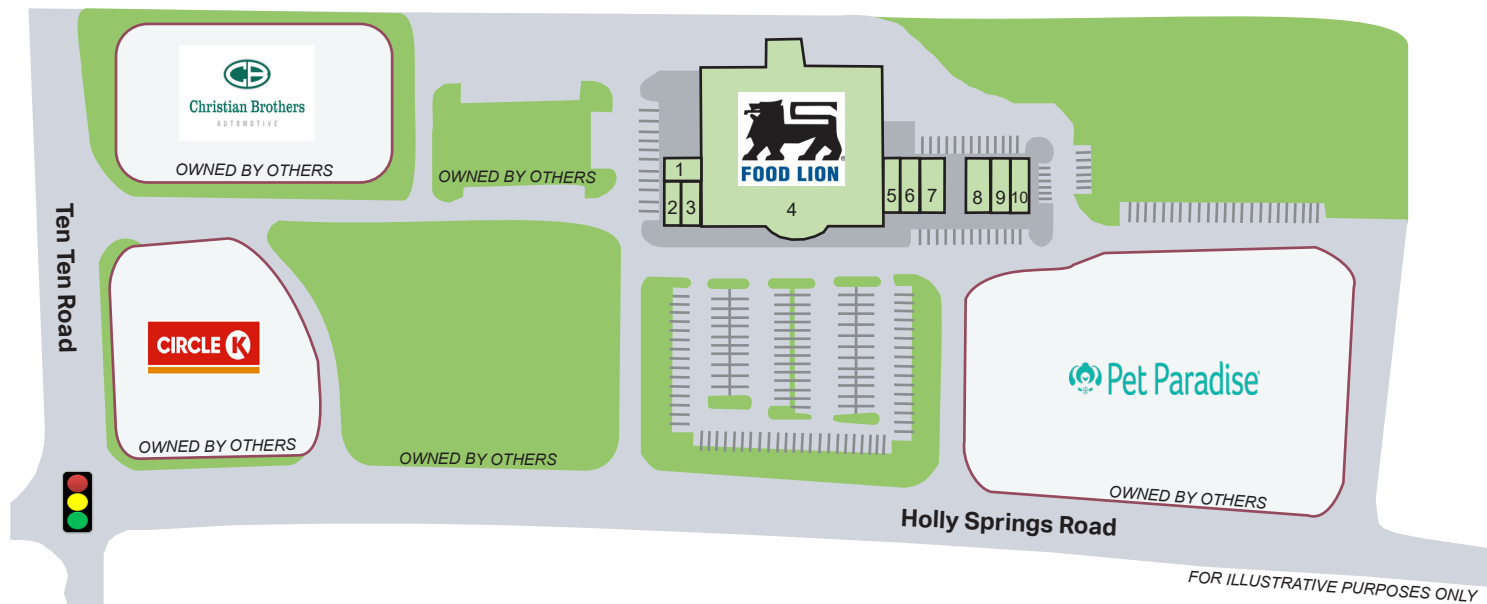 CB
Christian Brothers
AUTOMOTIVE
OWNED BY OTHERS
OWNED BY OTHERS
FOOD LION
1
2
3
4
5
6
7
8
9
10
Ten Ten Road
CIRCLE K
OWNED BY OTHERS
OWNED BY OTHERS
Pet Paradise
OWNED BY OTHERS
Holly Springs Road
FOR ILLUSTRATIVE PURPOSES ONLY